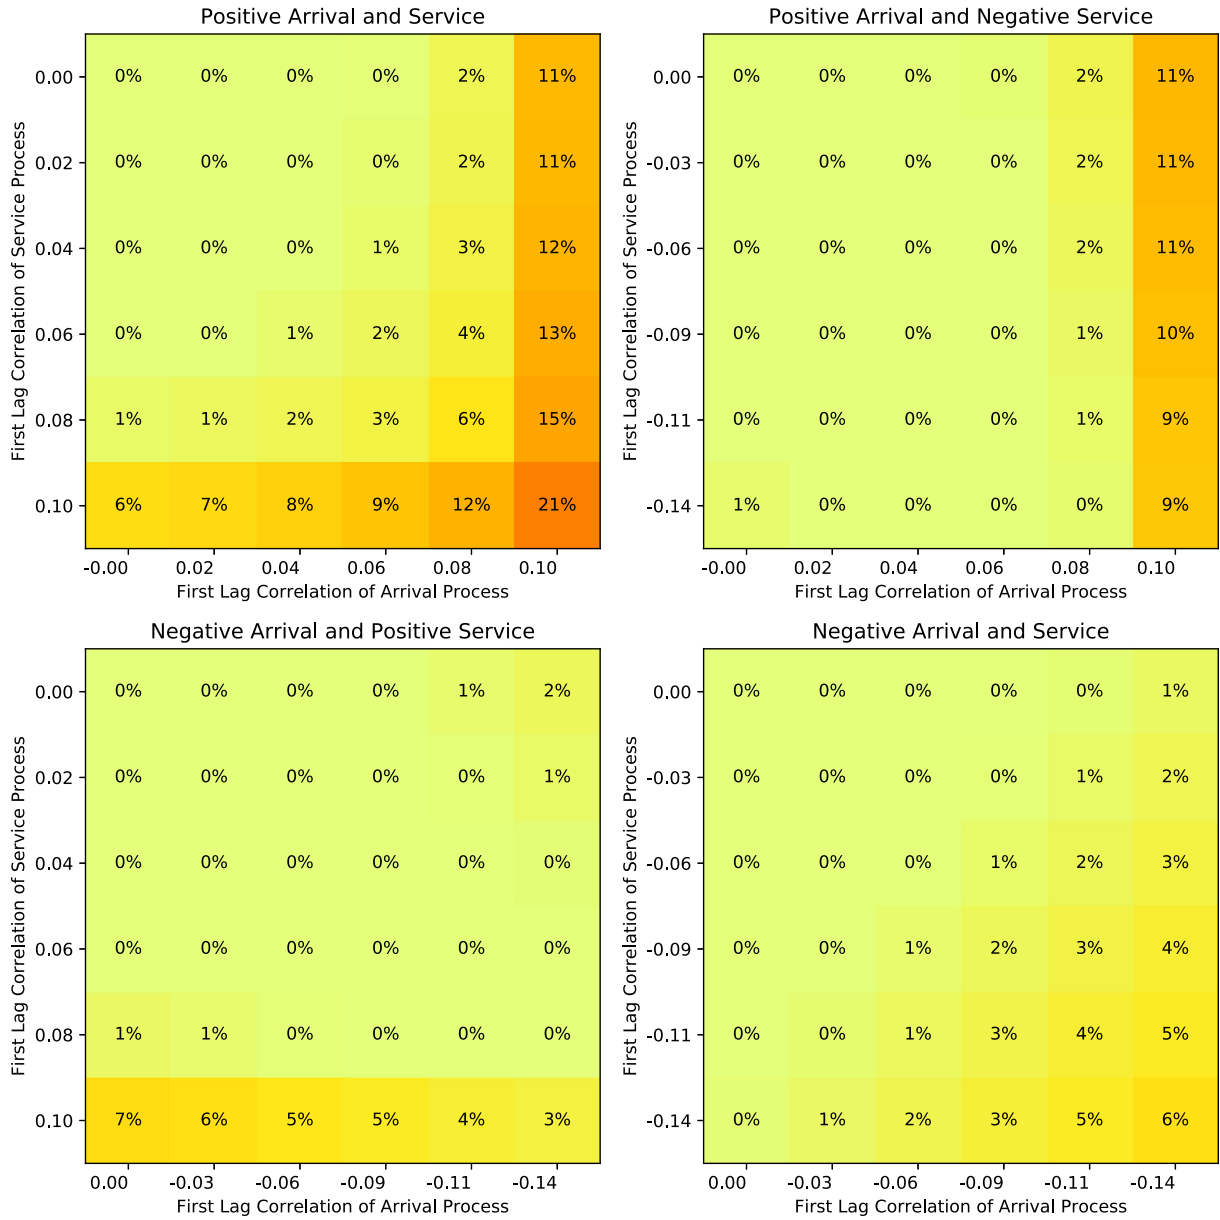 Positive Arrival and Service
First Lag Correlation of Service Process
0.00 0% 0% 0% 0% 2% 11%
0.02 0% 0% 0% 0% 2% 11%
0.04 0% 0% 0% 1% 3% 12%
0.06 0% 0% 1% 2% 4% 13%
0.08 1% 1% 2% 3% 6% 15%
0.10 6% 7% 8% 9% 12% 21%
-0.00 0.02 0.04 0.06 0.08 0.10
First Lag Correlation of Arrival Process
Positive Arrival and Negative Service
First Lag Correlation of Service Process
0.00 0% 0% 0% 0% 2% 11%
-0.03 0% 0% 0% 0% 2% 11%
-0.06 0% 0% 0% 0% 2% 11%
-0.09 0% 0% 0% 0% 1% 10%
-0.11 0% 0% 0% 0% 1% 9%
-0.14 1% 0% 0% 0% 0% 9%
-0.00 0.02 0.04 0.06 0.08 0.10
First Lag Correlation of Arrival Process
Negative Arrival and Positive Service
First Lag Correlation of Service Process
0.00 0% 0% 0% 0% 1% 2%
0.02 0% 0% 0% 0% 0% 1%
0.04 0% 0% 0% 0% 0% 0%
0.06 0% 0% 0% 0% 0% 0%
0.08 1% 1% 0% 0% 0% 0%
0.10 7% 6% 5% 5% 4% 3%
0.00 -0.03 -0.06 -0.09 -0.11 -0.14
First Lag Correlation of Arrival Process
Negative Arrival and Service
First Lag Correlation of Service Process
0.00 0% 0% 0% 0% 0% 1%
-0.03 0% 0% 0% 0% 1% 2%
-0.06 0% 0% 0% 1% 2% 3%
-0.09 0% 0% 1% 2% 3% 4%
-0.11 0% 0% 1% 3% 4% 5%
-0.14 0% 1% 2% 3% 5% 6%
0.00 -0.03 -0.06 -0.09 -0.11 -0.14
First Lag Correlation of Arrival Process